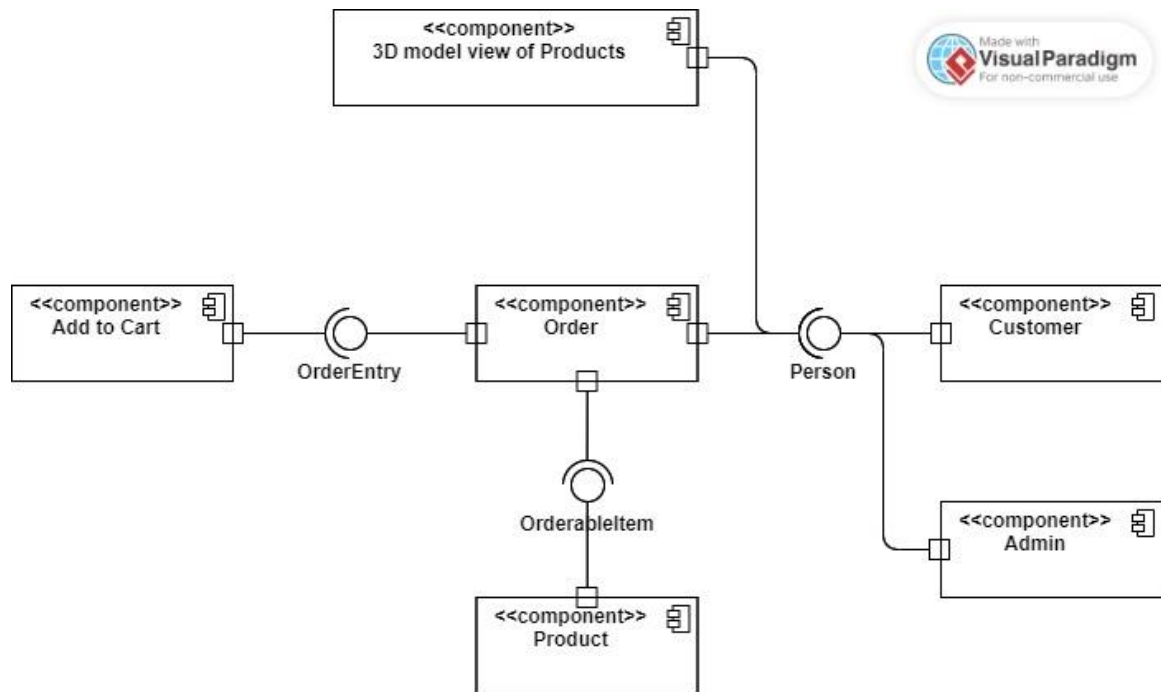 <<component>>
3D model view of Products
Made with
Visual Paradigm
For non-commercial use
<<component>>
Add to Cart
OrderEntry
<<component>>
Order
Person
<<component>>
Customer
OrderableItem
<<component>>
Admin
<<component>>
Product